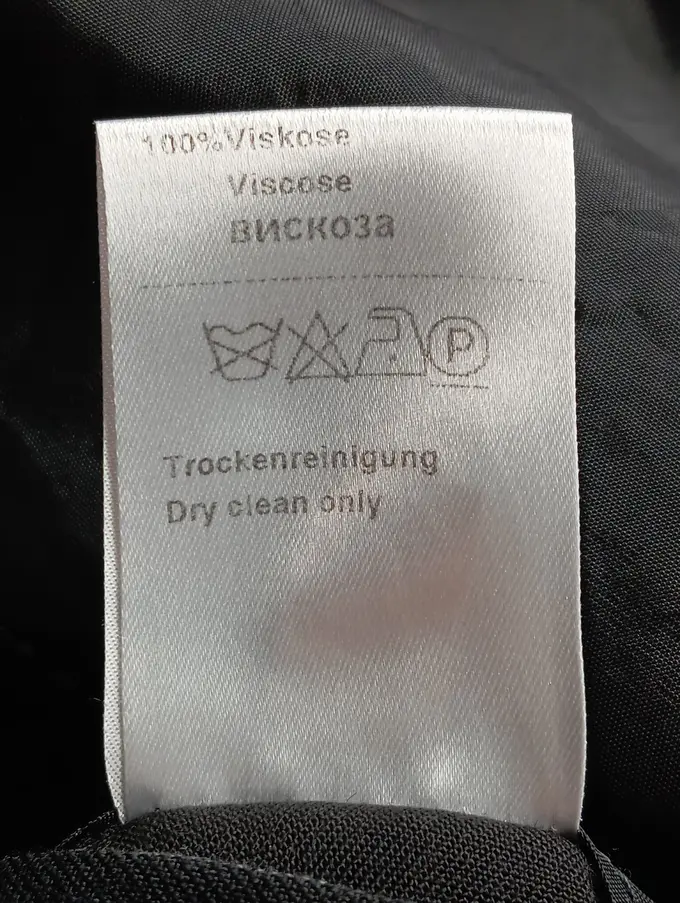 100%Viskose
Viscose
вискоза
P
Trockenreinigung
Dry clean only